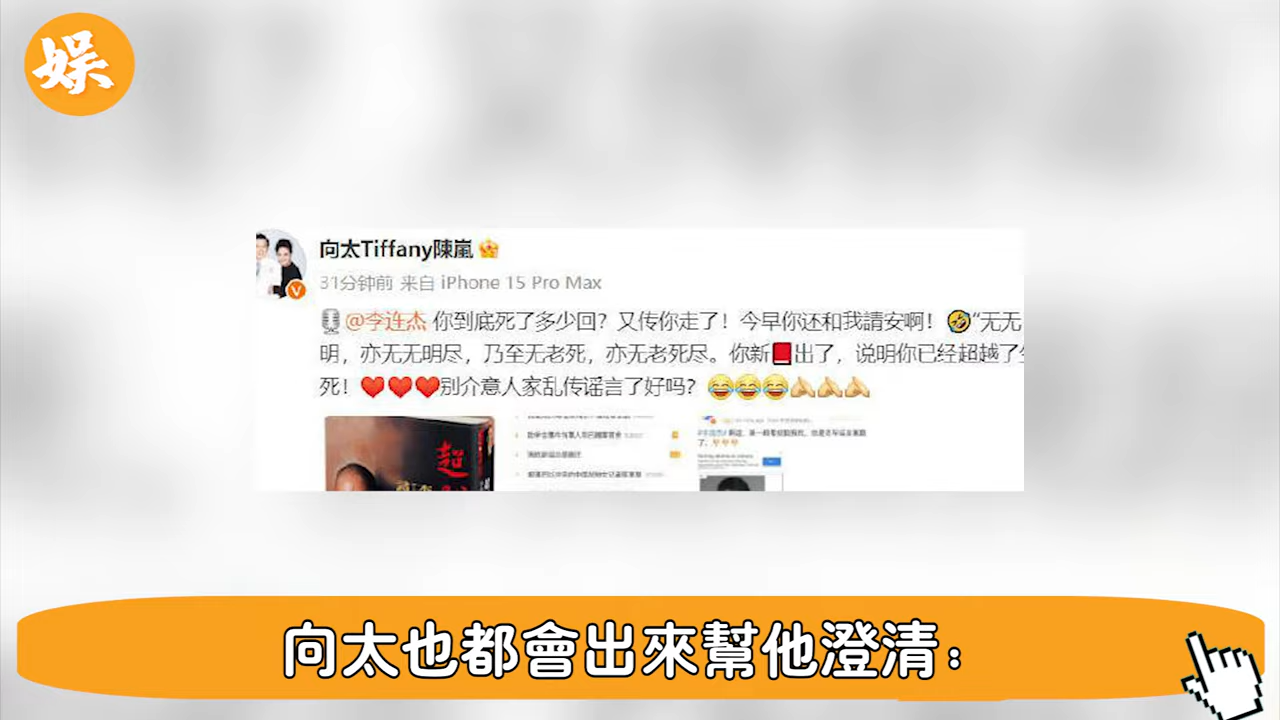 娱
向太Tiffany陳嵐
31分钟前 来自 iPhone 15 Pro Max
@李连杰 你到底死了多少回？又传你走了！今早你还和我請安啊！🤣“无无
明，亦无无明尽，乃至无老死，亦无老死尽。你新📕出了，说明你已经超越了
死！❤❤❤别介意人家乱传谣言了好吗？😂😂😂🙏🙏🙏
超
向太也都會出來幫他澄清：